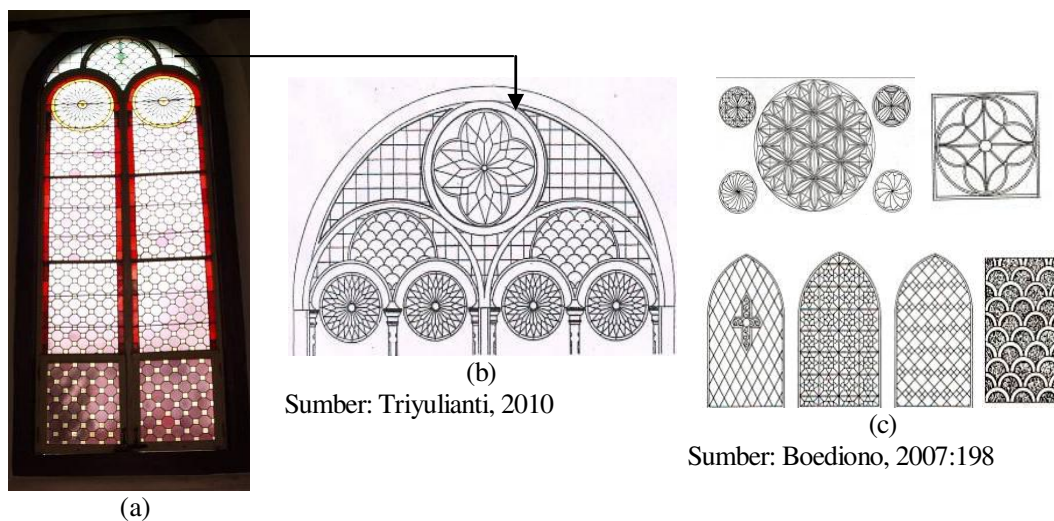 (b)
Sumber: Triyulianti, 2010
(c)
Sumber: Boediono, 2007:198
(a)